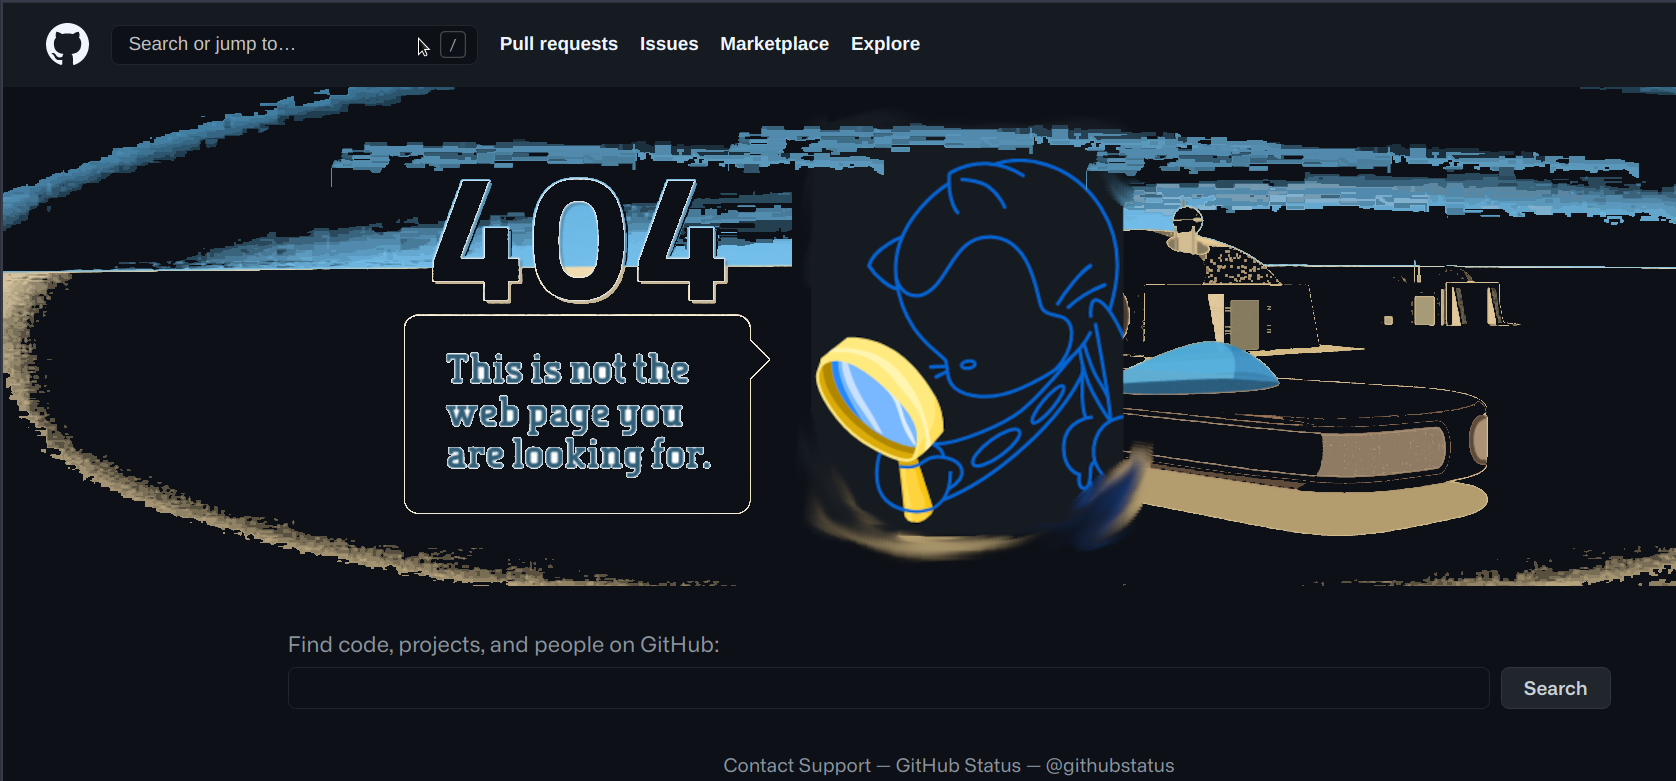 Search or jump to…
/
Pull requests
Issues
Marketplace
Explore
404
This is not the
web page you
are looking for.
Find code, projects, and people on GitHub:
Search
Contact Support — GitHub Status — @githubstatus